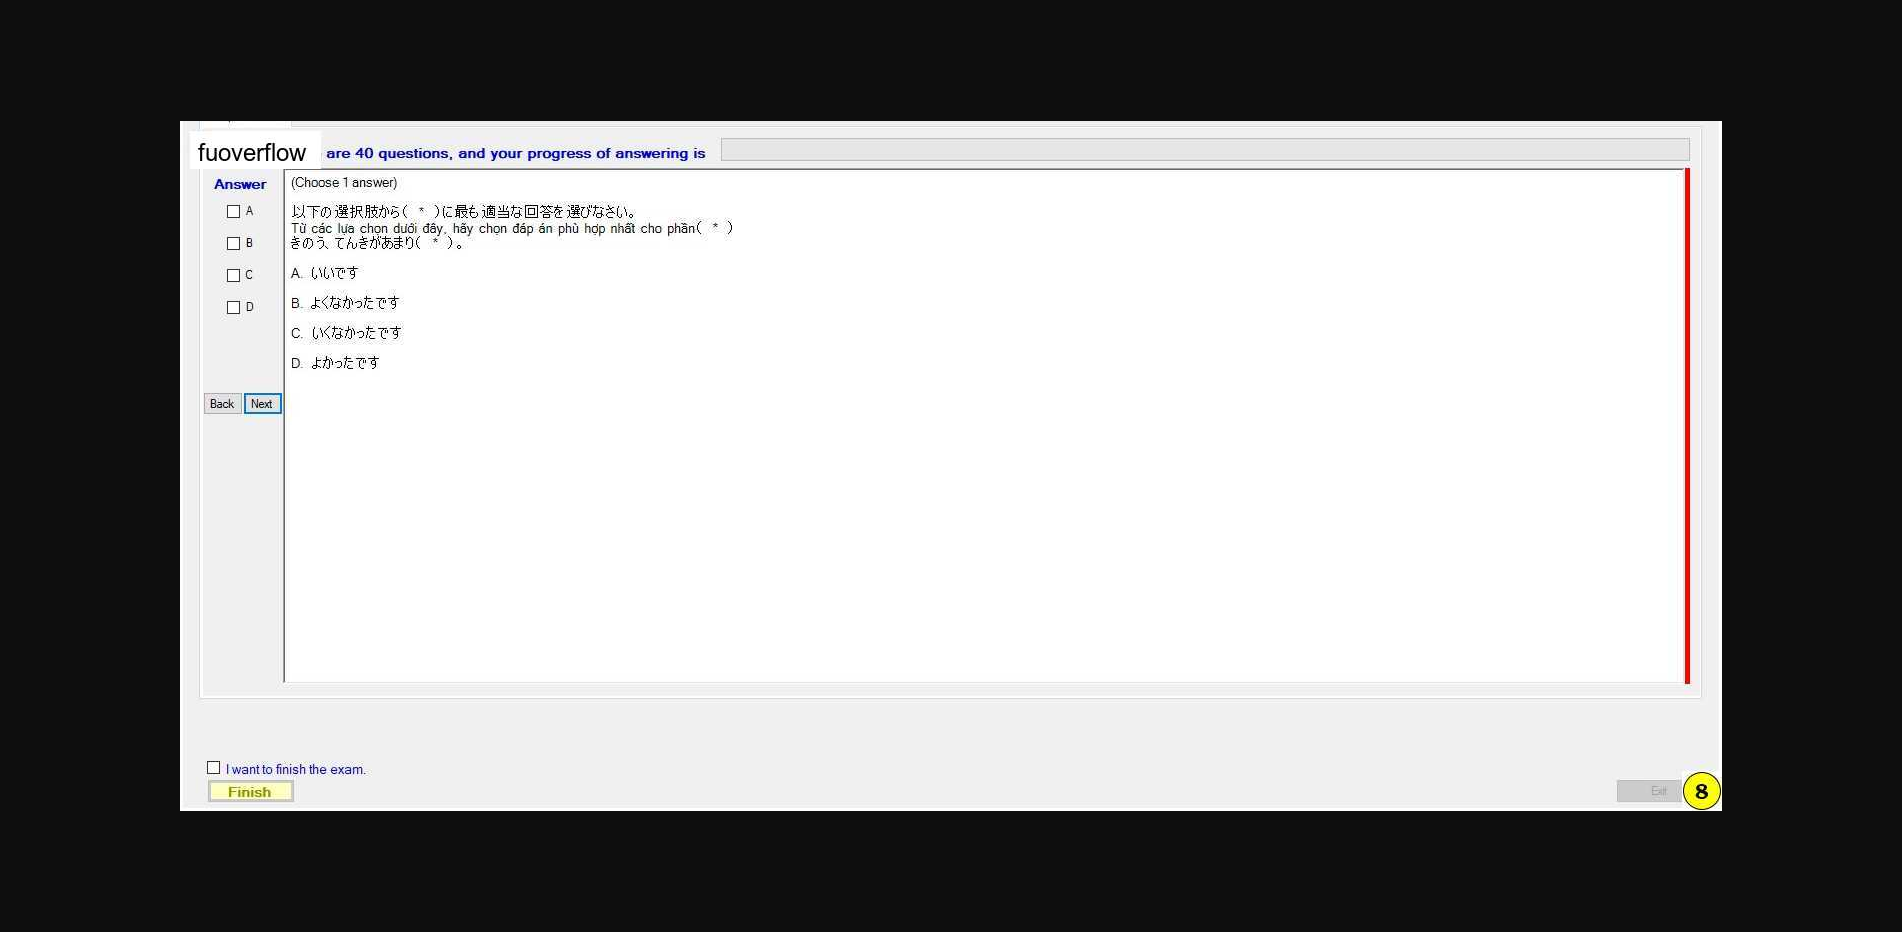 fuoverflow are 40 questions, and your progress of answering is
Answer
(Choose 1 answer)
A
以下の選択肢から( * )に最も適当な回答を選びなさい。
Từ các lựa chọn dưới đây, hãy chọn đáp án phù hợp nhất cho phần( * )
B
きのう、てんきがあまり( * )。
C
A. いいです
D
B. よくなかったです
C. いくなかったです
D. よかったです
Back Next
I want to finish the exam.
Finish
Exit
8